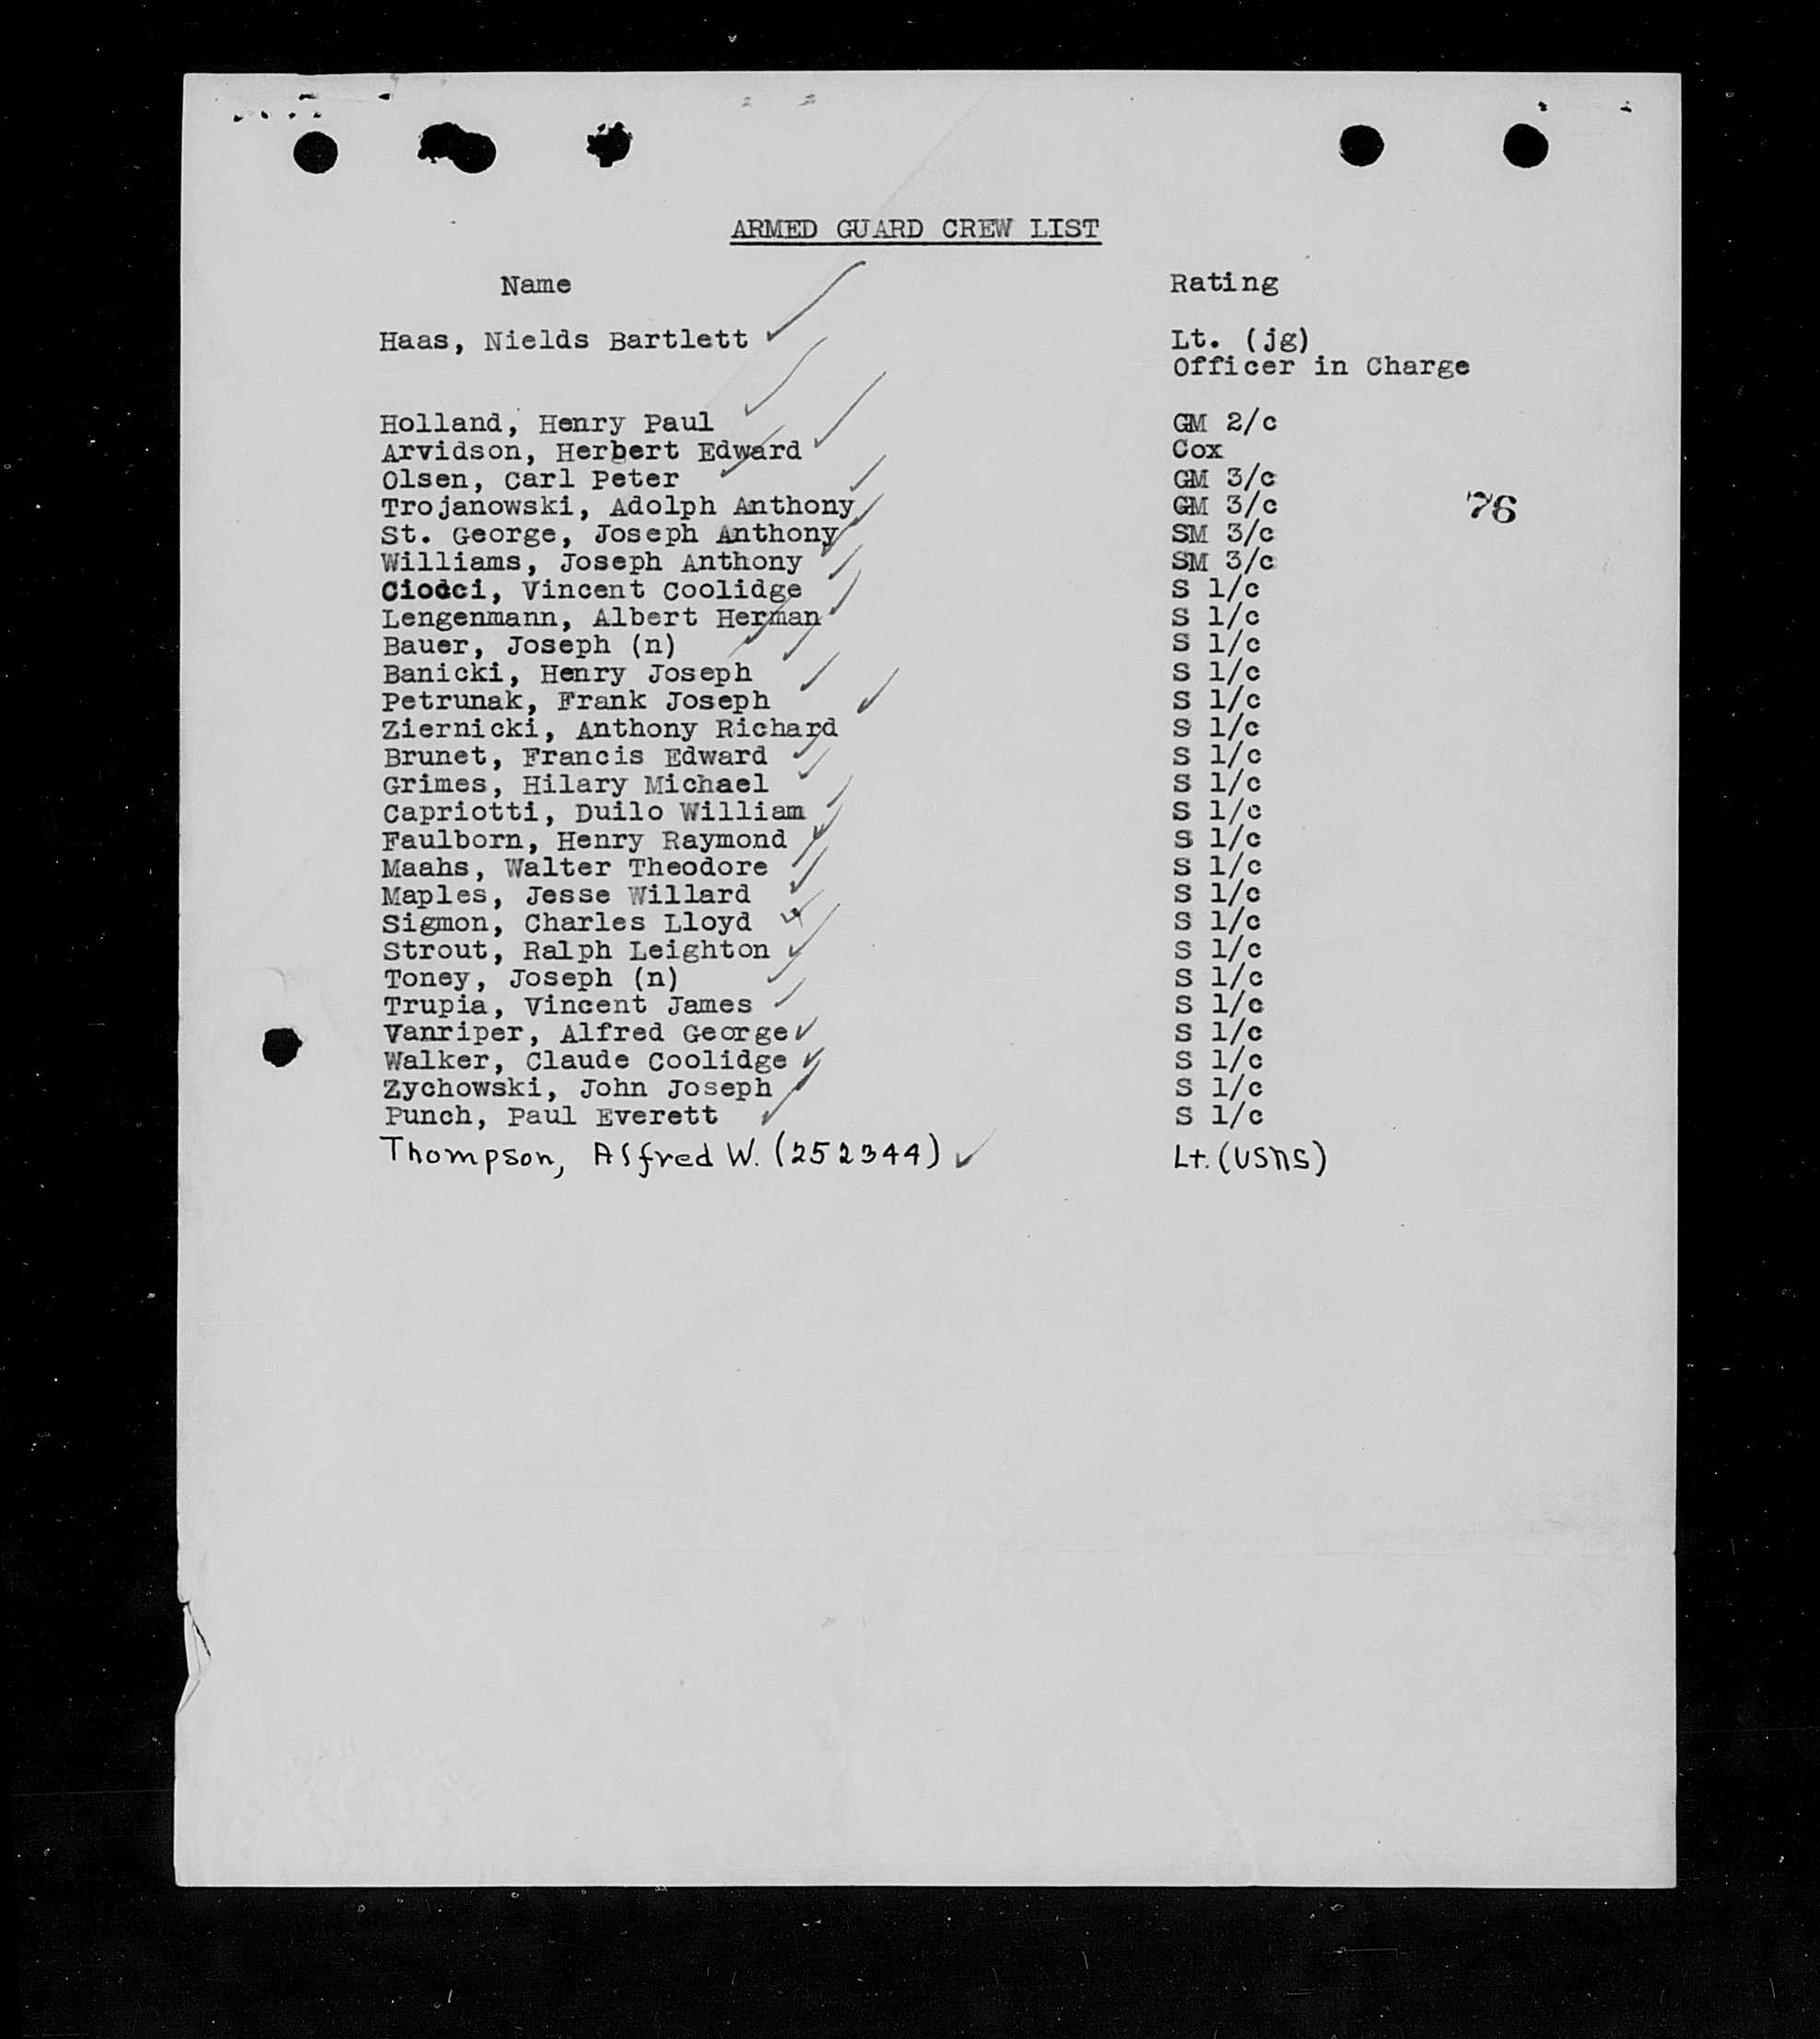 ARMED GUARD CREW LIST
Name Rating
Haas, Nields Bartlett Lt. (jg)
Officer in Charge
Holland, Henry Paul GM 2/c
Arvidson, Herbert Edward Cox
Olsen, Carl Peter GM 3/c
Trojanowski, Adolph Anthony GM 3/c 76
St. George, Joseph Anthony SM 3/c
Williams, Joseph Anthony SM 3/c
Ciocci, Vincent Coolidge S 1/c
Lengenmann, Albert Herman S 1/c
Bauer, Joseph (n) S 1/c
Banicki, Henry Joseph S 1/c
Petrunak, Frank Joseph S 1/c
Ziernicki, Anthony Richard S 1/c
Brunet, Francis Edward S 1/c
Grimes, Hilary Michael S 1/c
Capriotti, Duilo William S 1/c
Faulborn, Henry Raymond S 1/c
Maahs, Walter Theodore S 1/c
Maples, Jesse Willard S 1/c
Sigmon, Charles Lloyd S 1/c
Strout, Ralph Leighton S 1/c
Toney, Joseph (n) S 1/c
Trupia, Vincent James S 1/c
Vanriper, Alfred George S 1/c
Walker, Claude Coolidge S 1/c
Zychowski, John Joseph S 1/c
Punch, Paul Everett S 1/c
Thompson, Alfred W. (252344) Lt. (USNS)